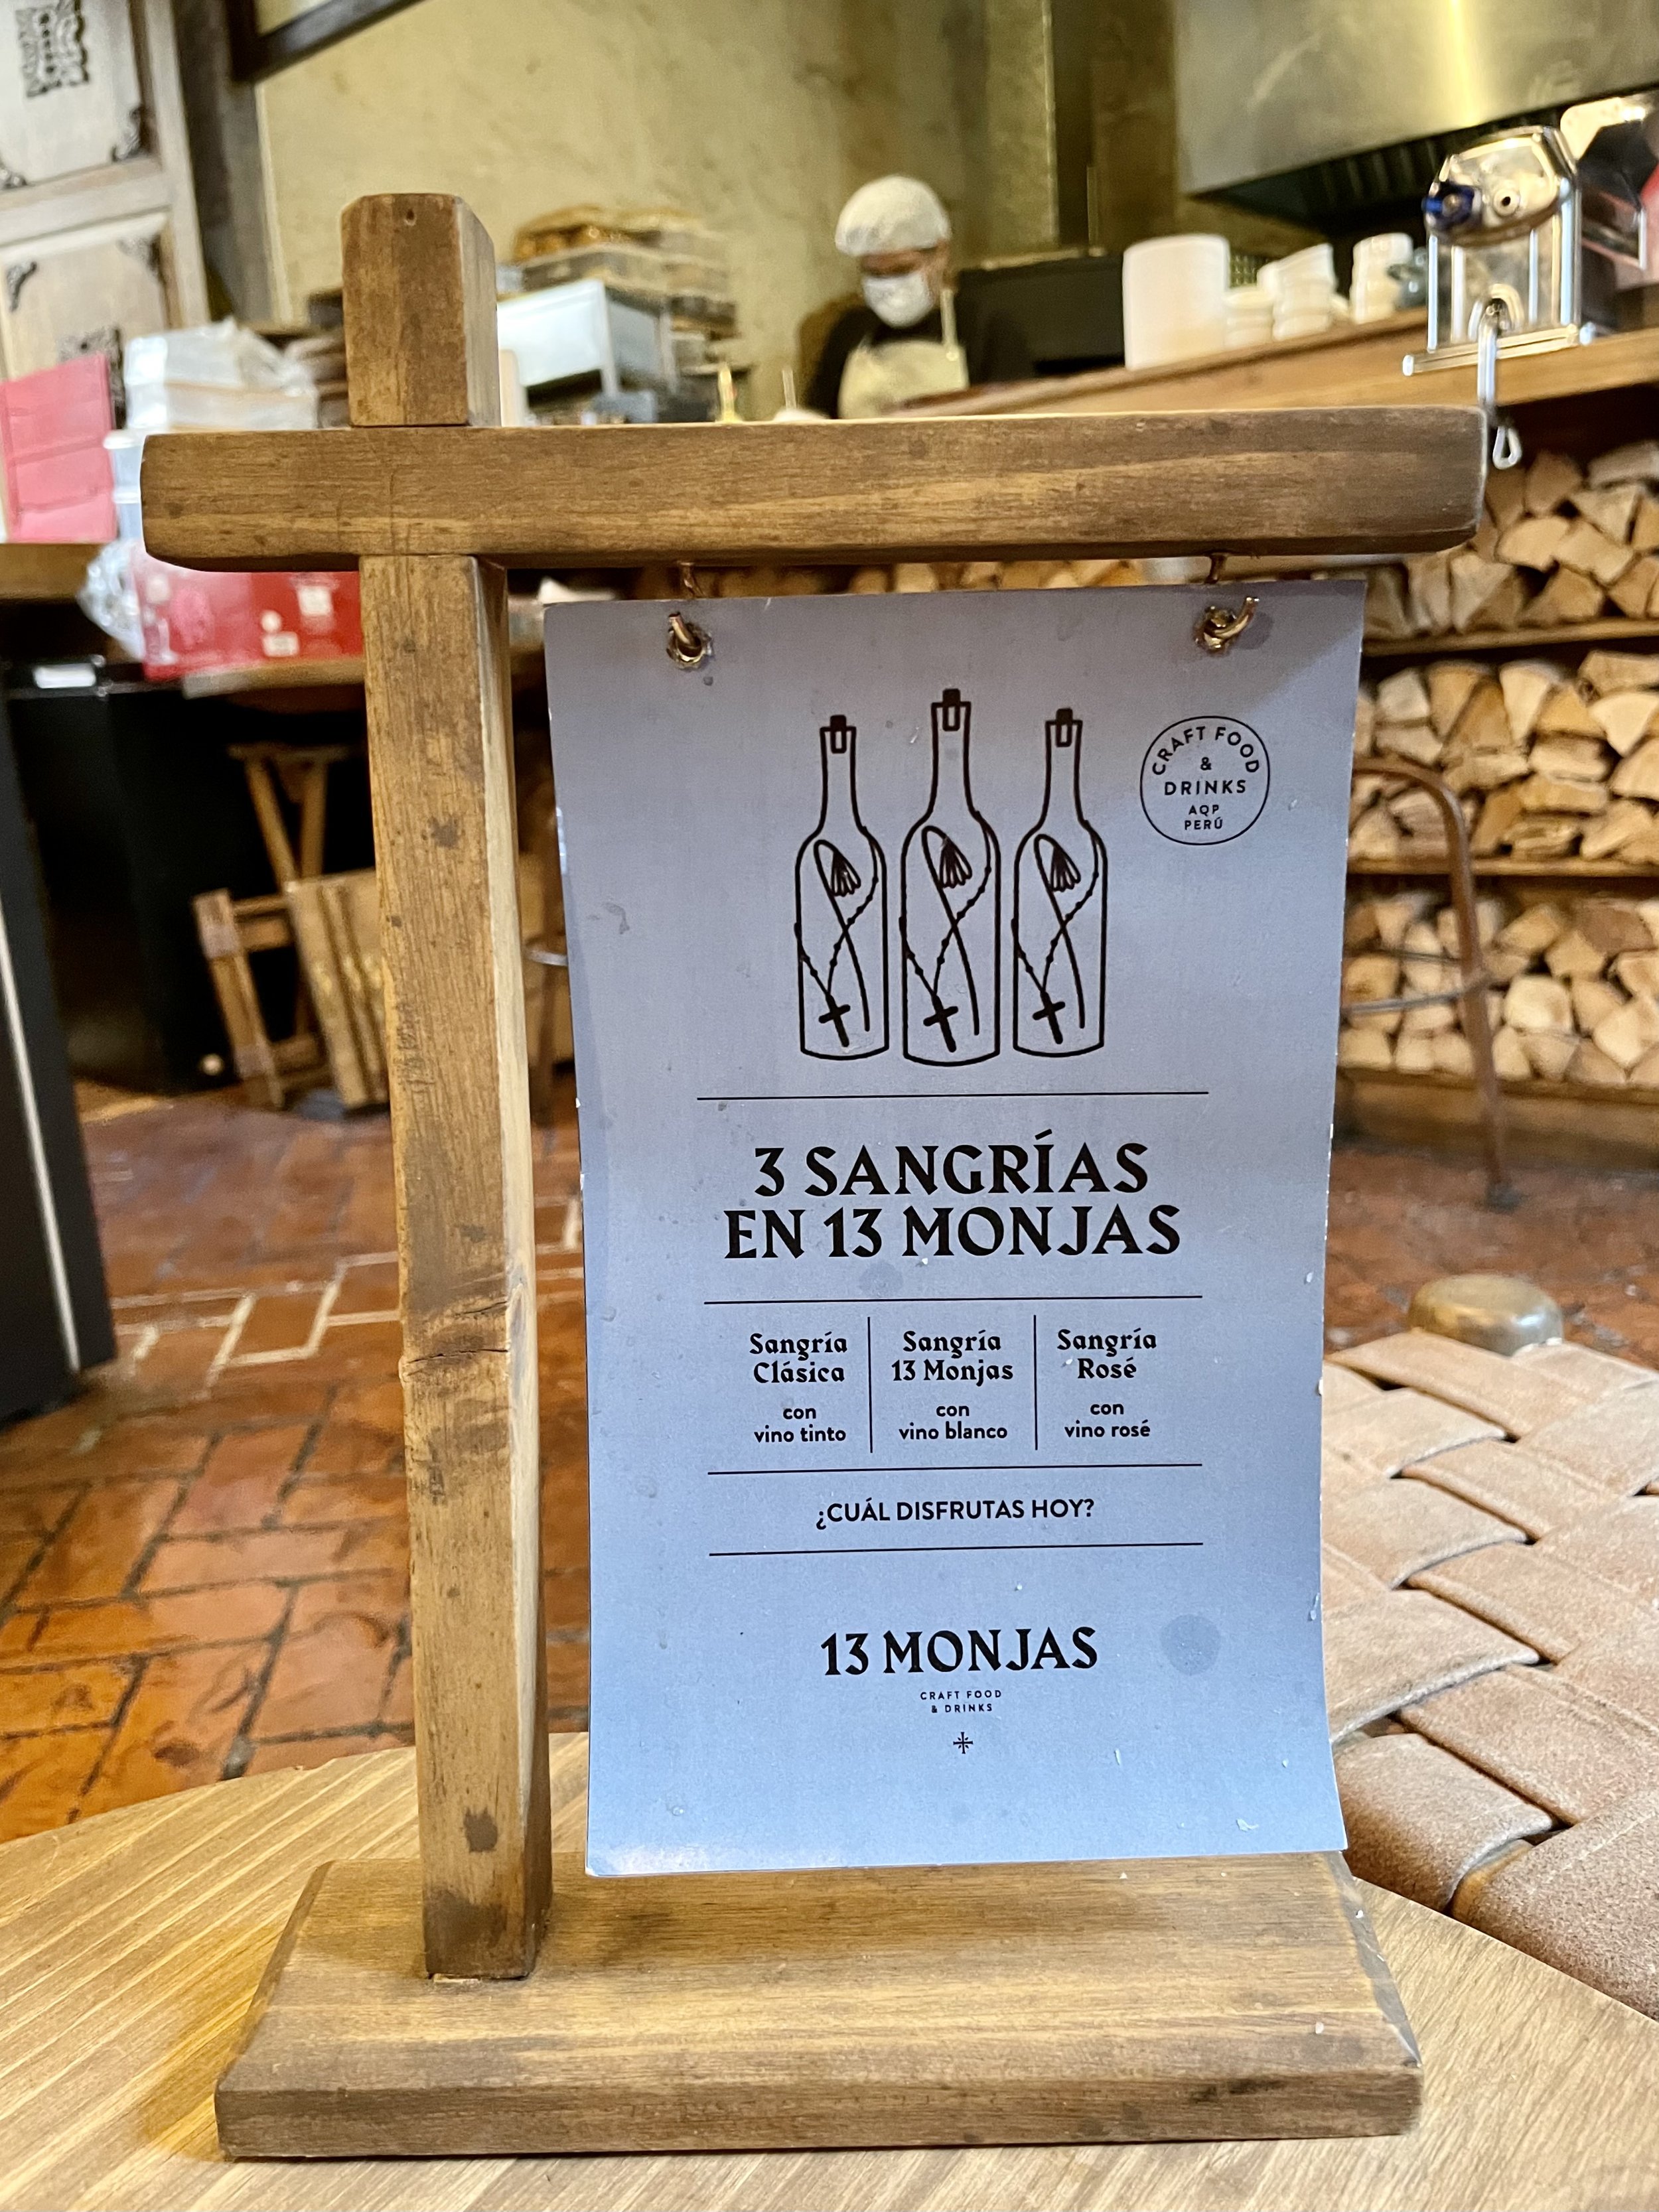 CRAFT FOOD
&
DRINKS
AQP
PERÚ
3 SANGRÍAS
EN 13 MONJAS
Sangría
Clásica
con
vino tinto
Sangría
13 Monjas
con
vino blanco
Sangría
Rosé
con
vino rosé
¿CUÁL DISFRUTAS HOY?
13 MONJAS
CRAFT FOOD
& DRINKS